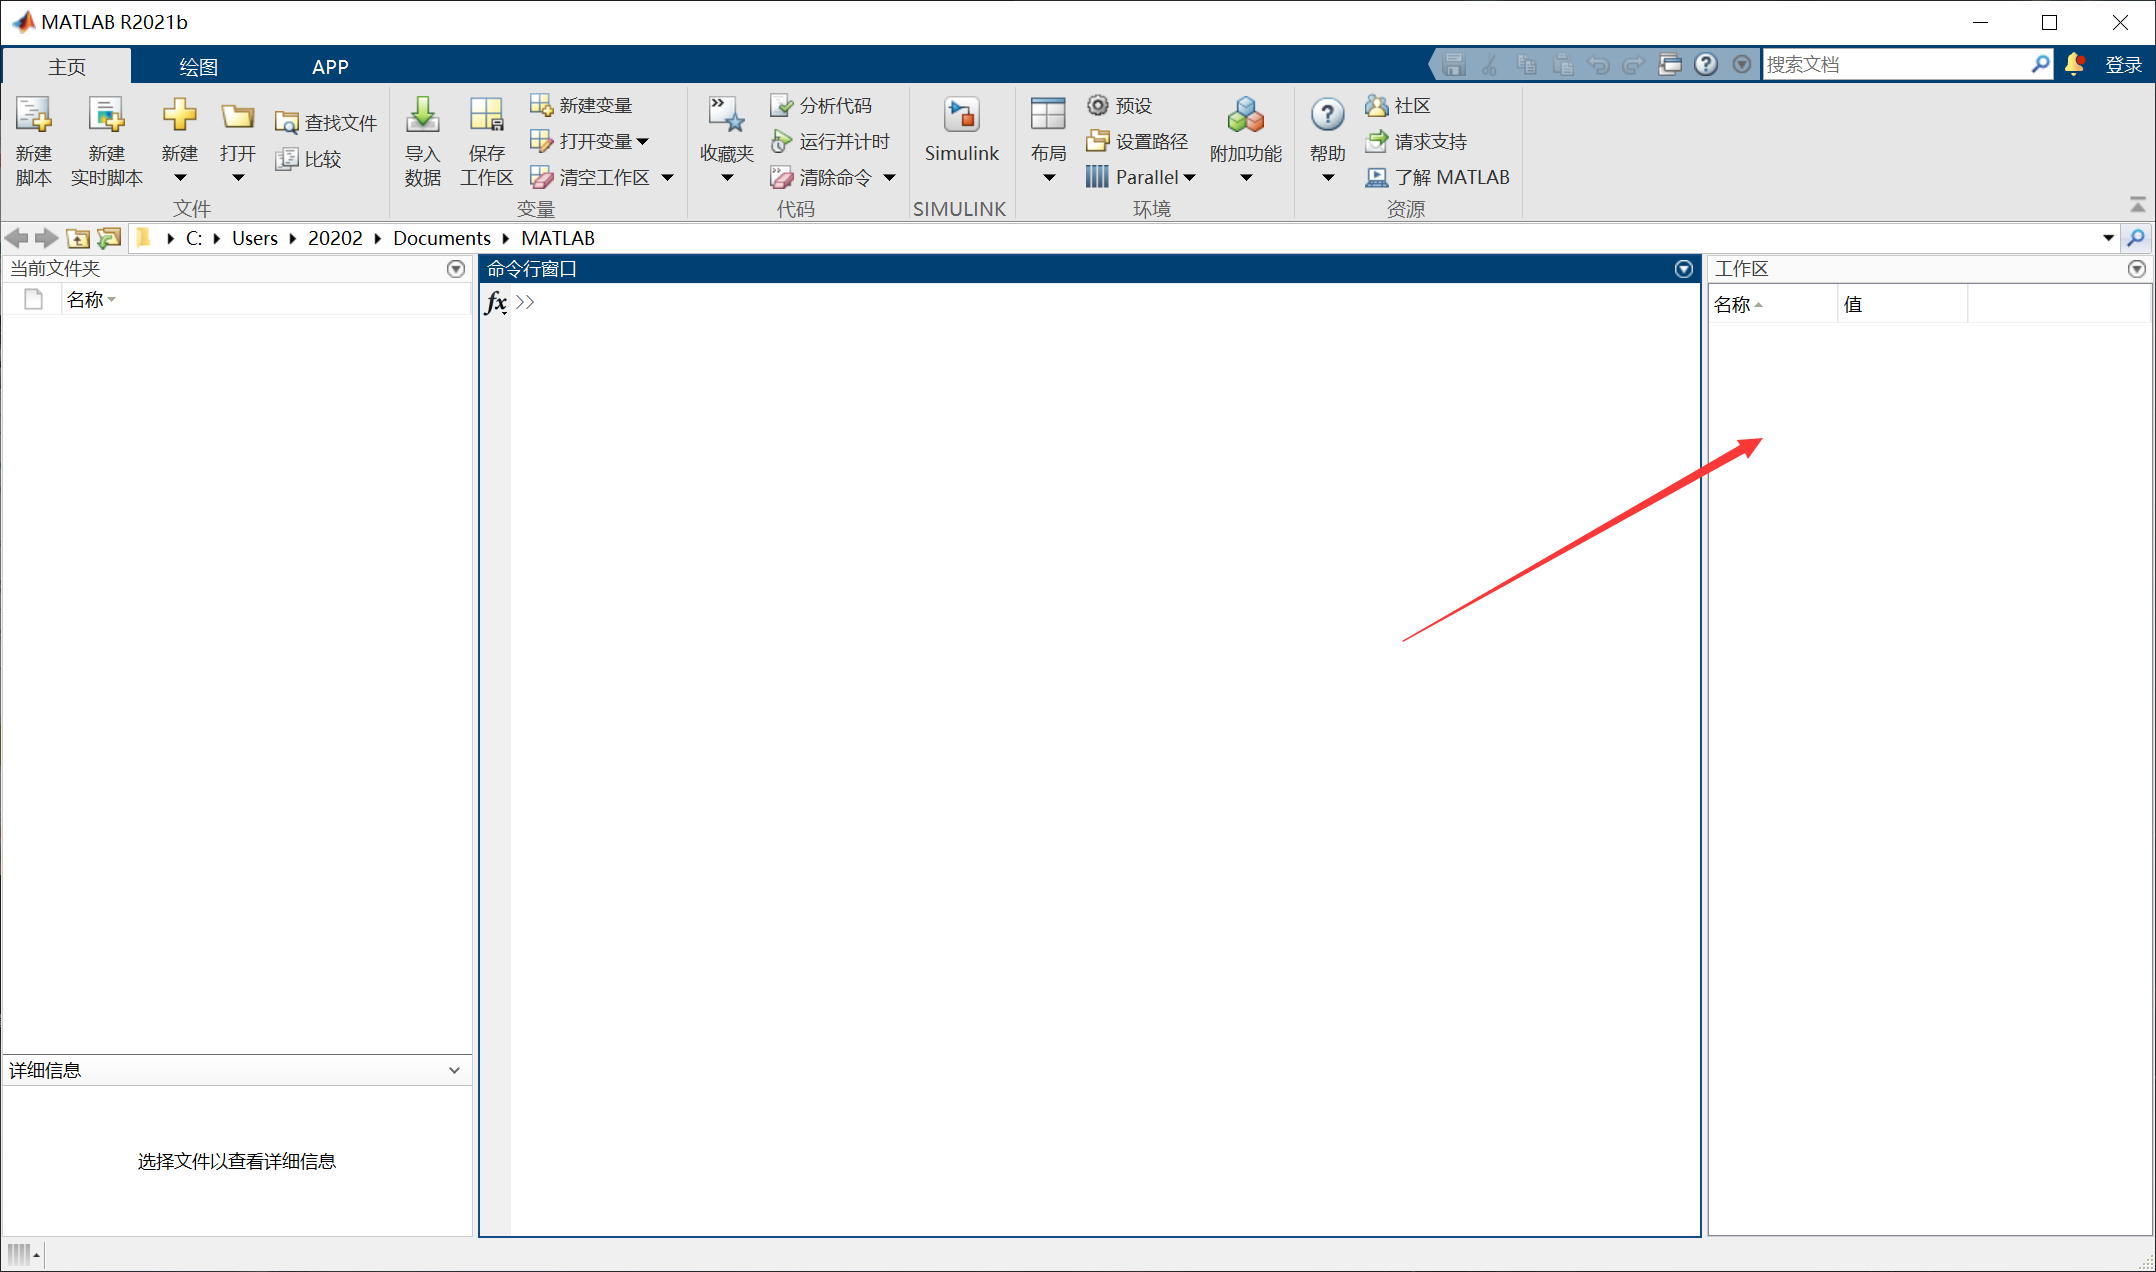 MATLAB R2021b
主页 绘图 APP 搜索文档 登录
新建
脚本
新建
实时脚本
新建
打开
查找文件
比较
文件
导入
数据
保存
工作区
新建变量
打开变量
清空工作区
变量
收藏夹
分析代码
运行并计时
清除命令
代码
Simulink
SIMULINK
布局
预设
设置路径
Parallel
附加功能
环境
帮助
社区
请求支持
了解 MATLAB
资源
C: Users 20202 Documents MATLAB
当前文件夹
名称
命令行窗口
fx >>
工作区
名称 值
详细信息
选择文件以查看详细信息